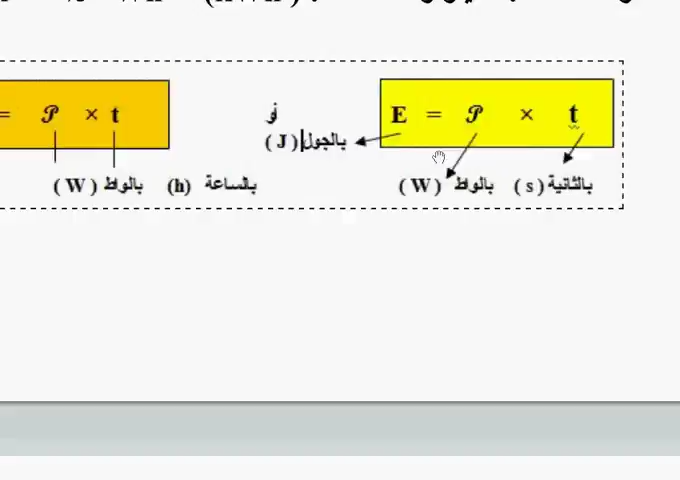 E = 𝒫 × t
أو
= 𝒫 × t
بالجول ( J )
بالثانية ( s ) بالواط ( W )
بالساعة (h) بالواط ( W )